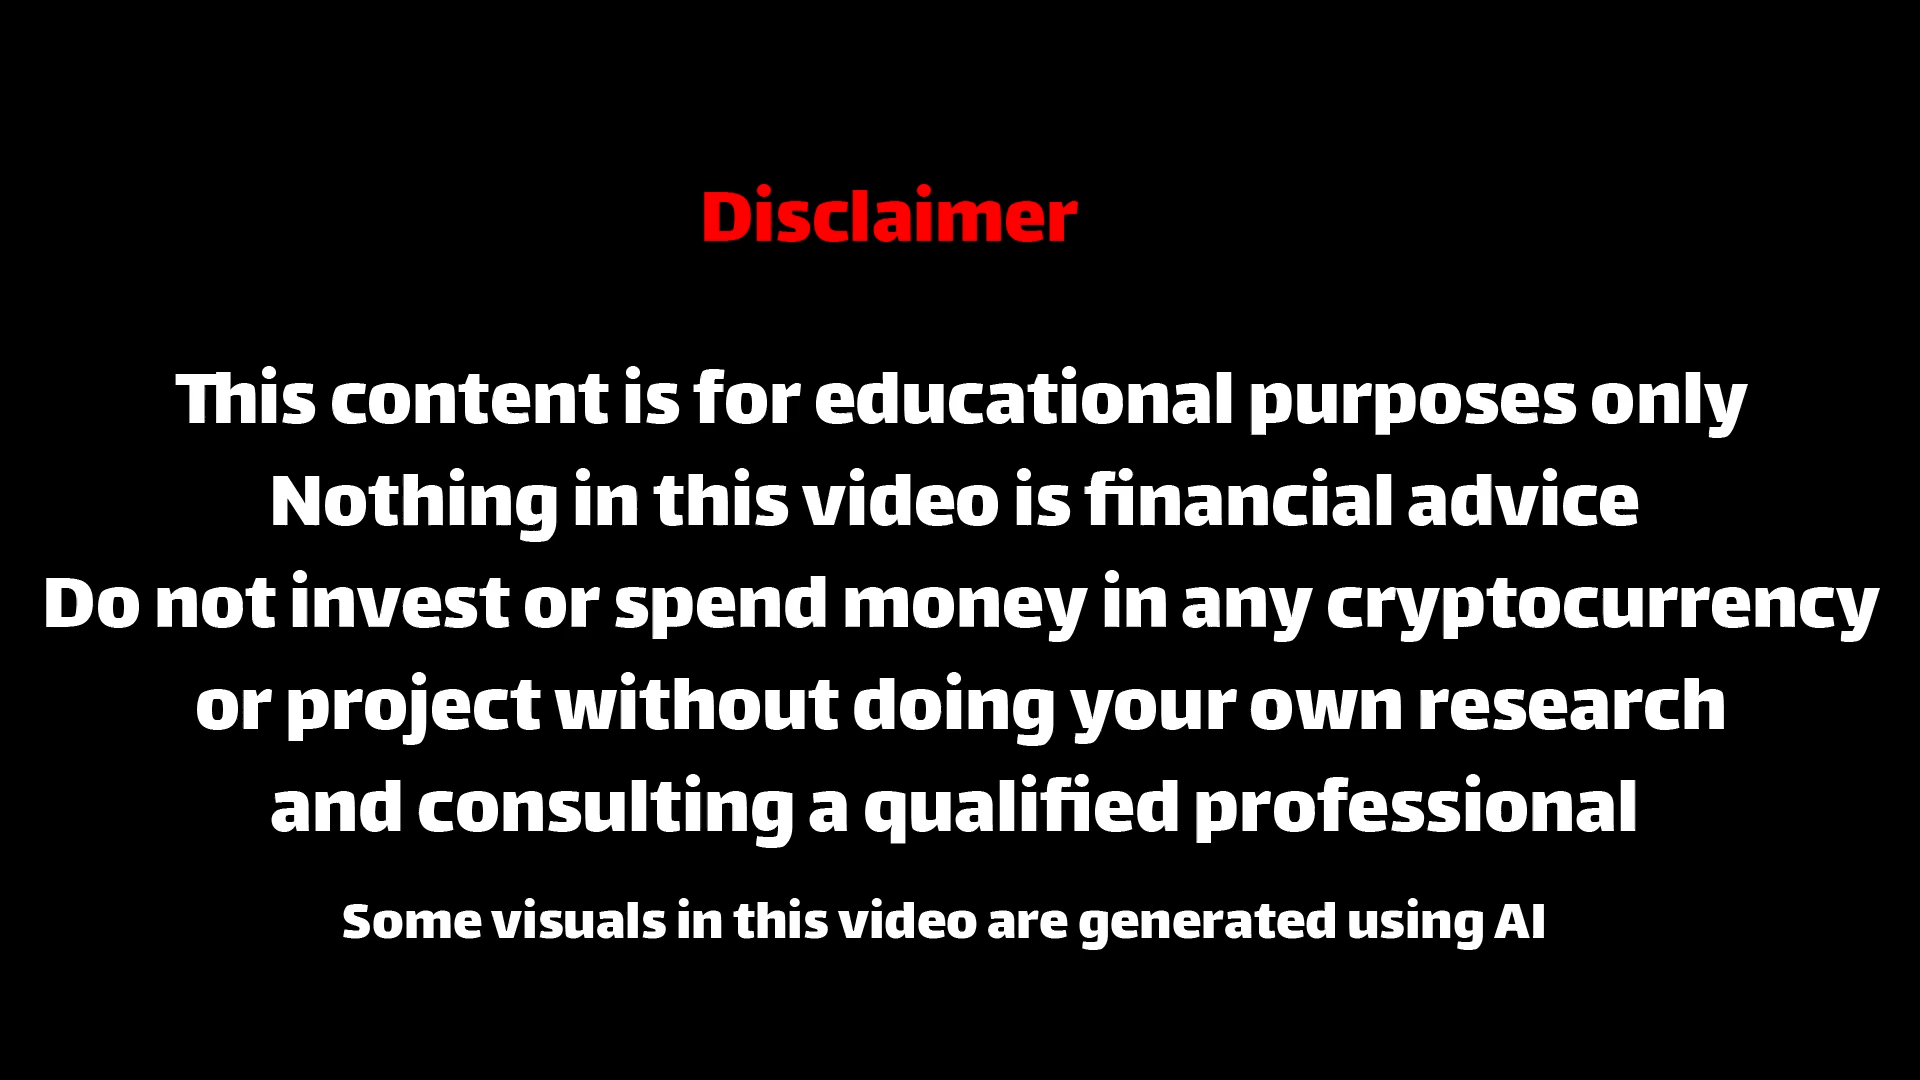 Disclaimer
This content is for educational purposes only
Nothing in this video is financial advice
Do not invest or spend money in any cryptocurrency
or project without doing your own research
and consulting a qualified professional
Some visuals in this video are generated using AI